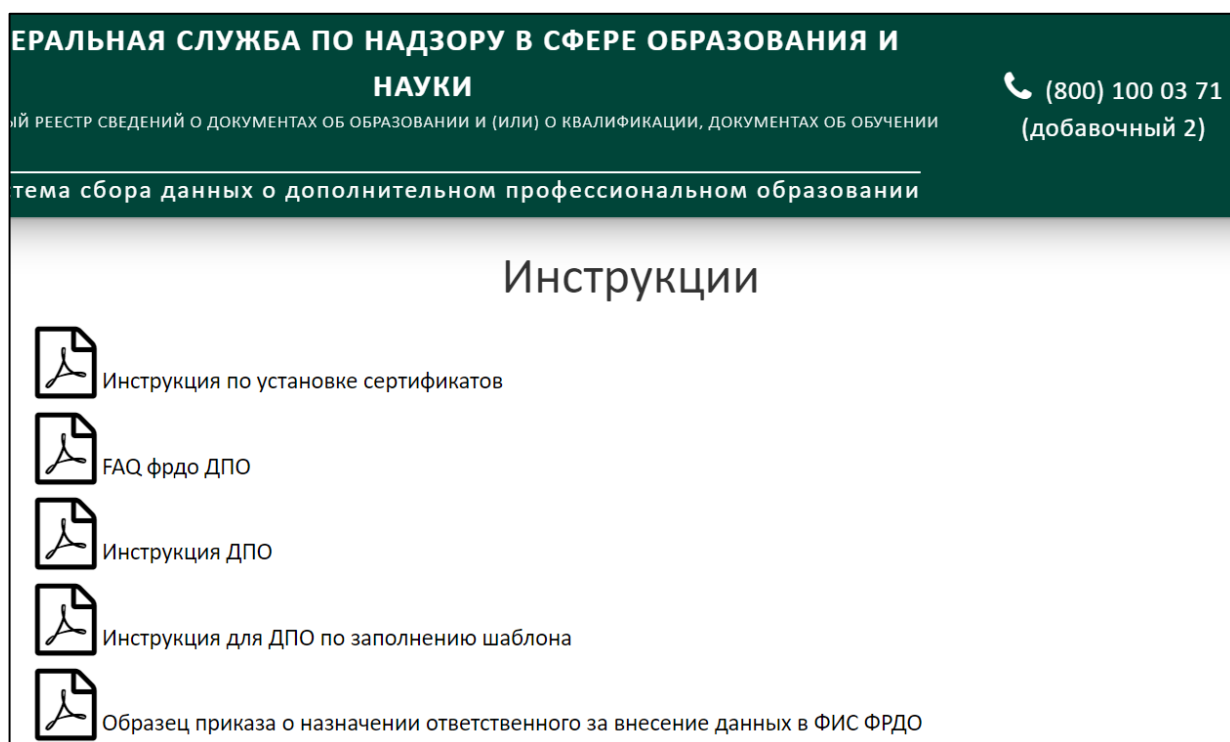 ЕРАЛЬНАЯ СЛУЖБА ПО НАДЗОРУ В СФЕРЕ ОБРАЗОВАНИЯ И
НАУКИ
ЫЙ РЕЕСТР СВЕДЕНИЙ О ДОКУМЕНТАХ ОБ ОБРАЗОВАНИИ И (ИЛИ) О КВАЛИФИКАЦИИ, ДОКУМЕНТАХ ОБ ОБУЧЕНИИ
тема сбора данных о дополнительном профессиональном образовании
(800) 100 03 71
(добавочный 2)
Инструкции
Инструкция по установке сертификатов
FAQ фрдо ДПО
Инструкция ДПО
Инструкция для ДПО по заполнению шаблона
Образец приказа о назначении ответственного за внесение данных в ФИС ФРДО